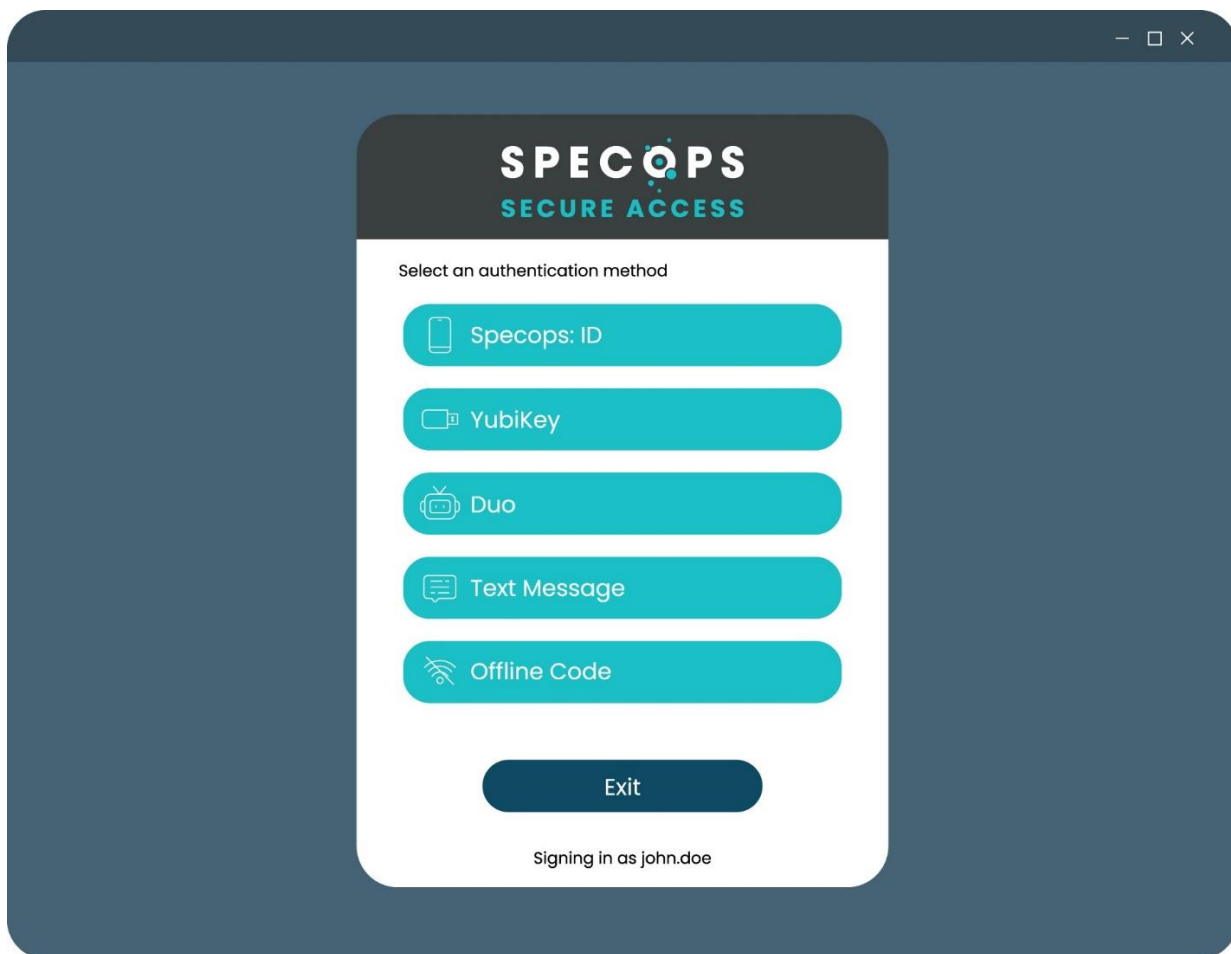 SPECOPS
SECURE ACCESS
Select an authentication method
Specops: ID
YubiKey
Duo
Text Message
Offline Code
Exit
Signing in as john.doe